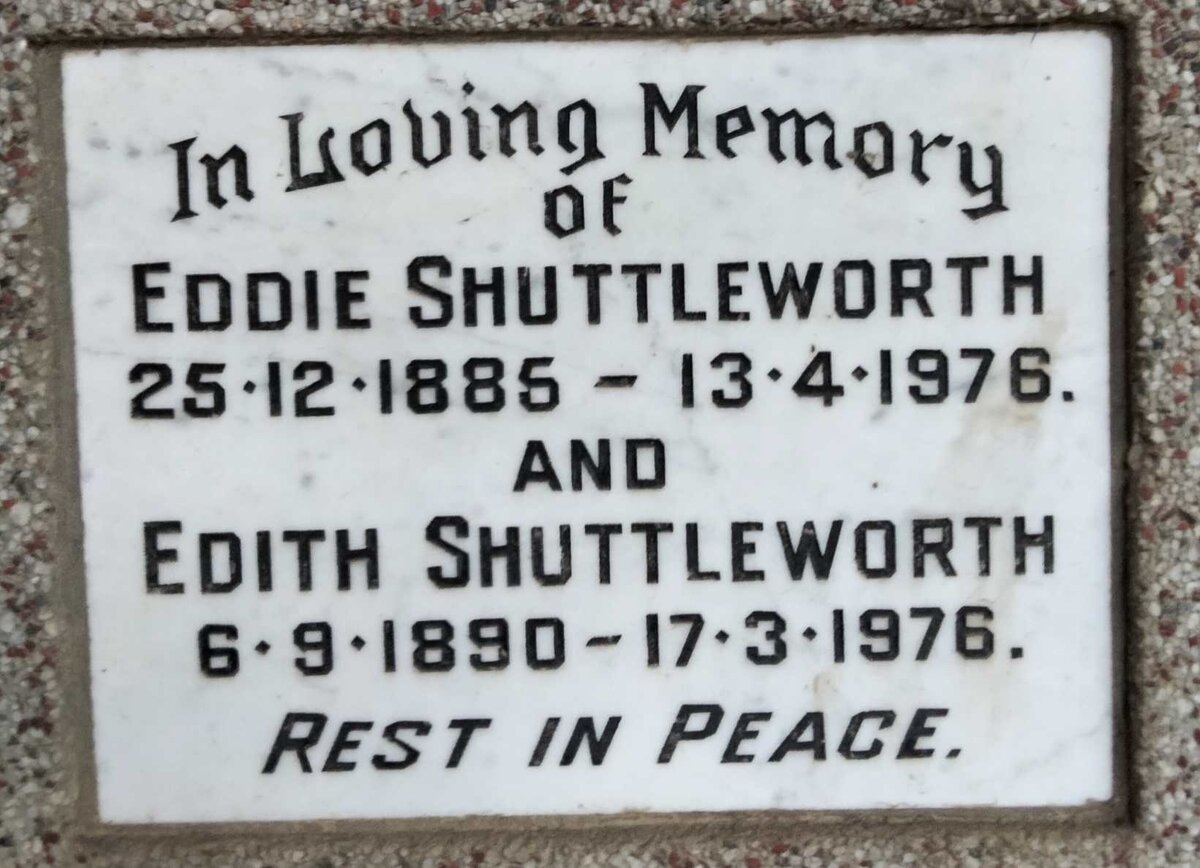 In Loving Memory
of
EDDIE SHUTTLEWORTH
25·12·1885 - 13·4·1976.
AND
EDITH SHUTTLEWORTH
6·9·1890 - 17·3·1976.
REST IN PEACE.